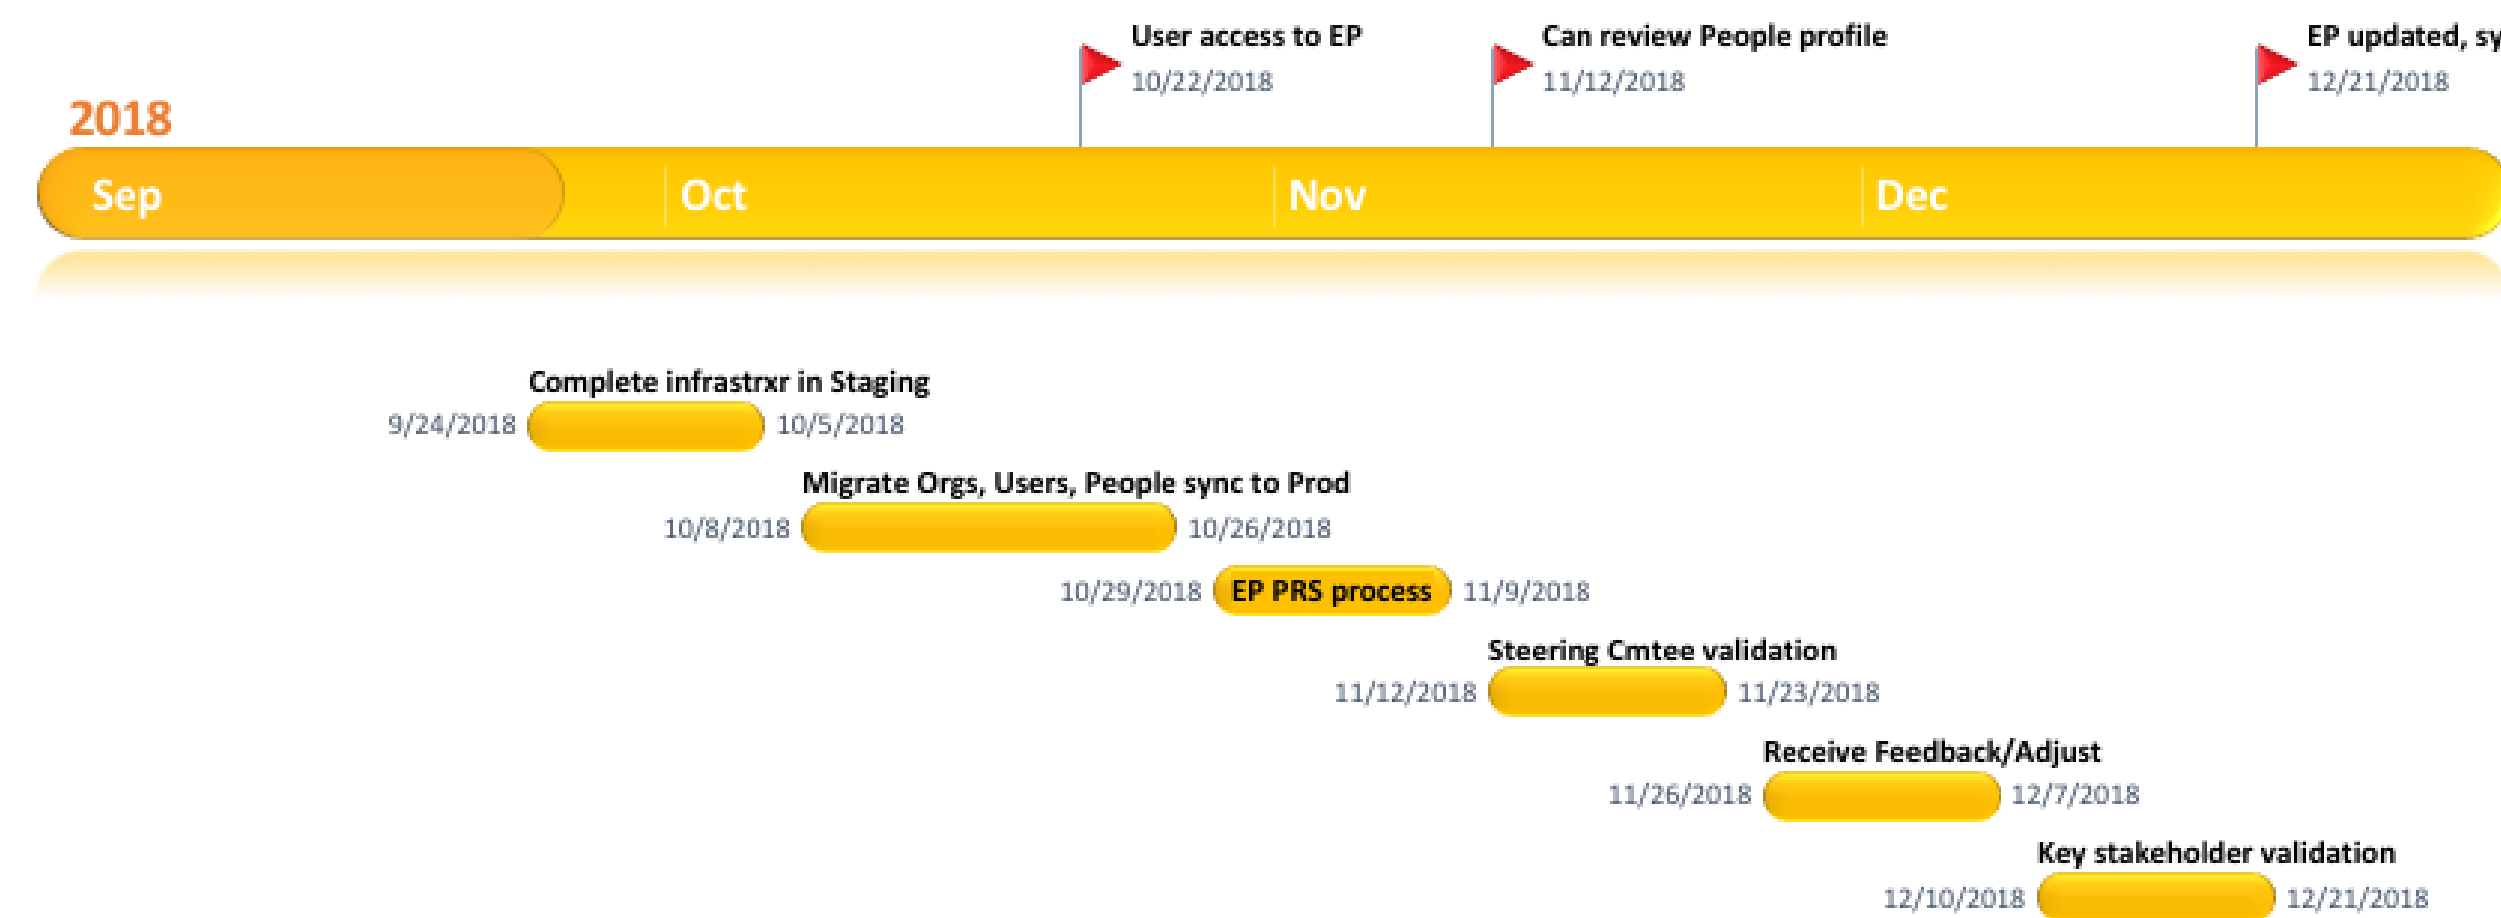 User access to EP
10/22/2018
Can review People profile
11/12/2018
EP updated,
12/21/2018
2018
Sep
Oct
Nov
Dec
Complete infrastrxr in Staging
9/24/2018
10/5/2018
Migrate Orgs, Users, People sync to Prod
10/8/2018
10/26/2018
10/29/2018
EP PRS process
11/9/2018
Steering Cmtee validation
11/12/2018
11/23/2018
Receive Feedback/Adjust
11/26/2018
12/7/2018
Key stakeholder validation
12/10/2018
12/21/2018